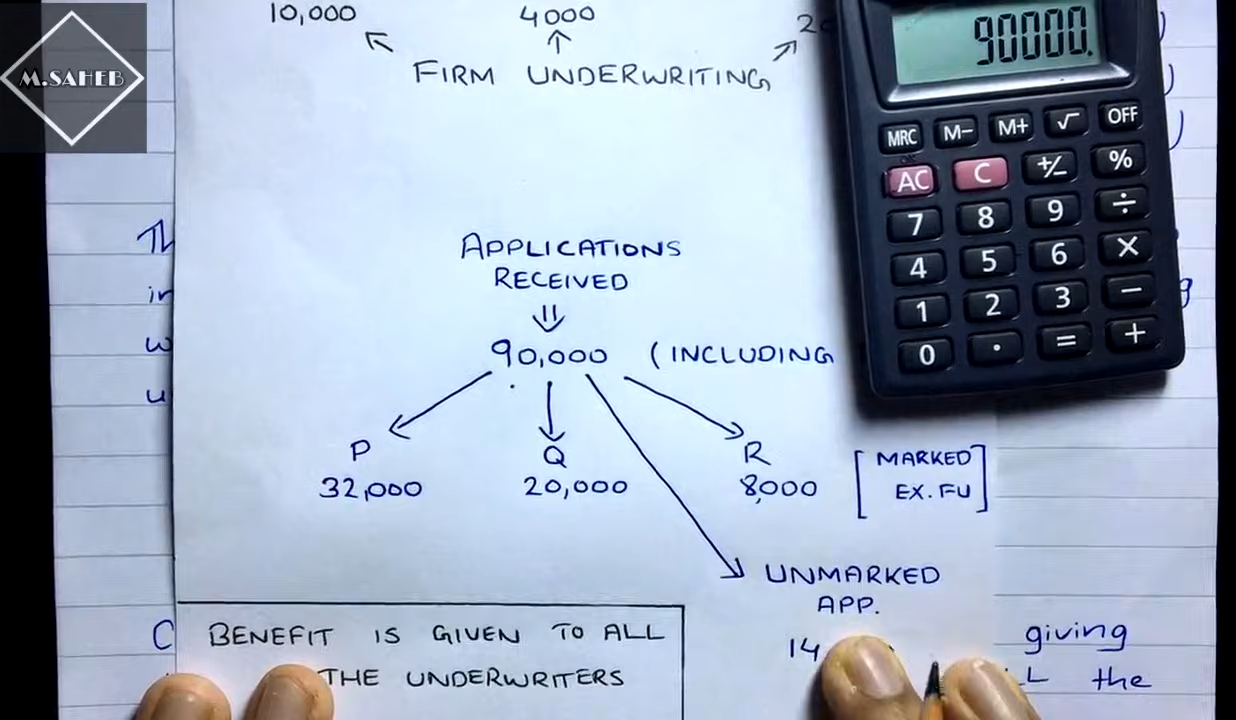 M.SAHEB
10,000 4000
FIRM UNDERWRITING
90000.
MRC M- M+ √ OFF
AC C +/- %
7 8 9 ÷
4 5 6 ×
1 2 3 −
0 . = +
APPLICATIONS
RECEIVED
90,000 (INCLUDING
P Q R
32,000 20,000 8,000
[MARKED
EX. FU]
UNMARKED
APP.
14
BENEFIT IS GIVEN TO ALL
THE UNDERWRITERS
giving
the